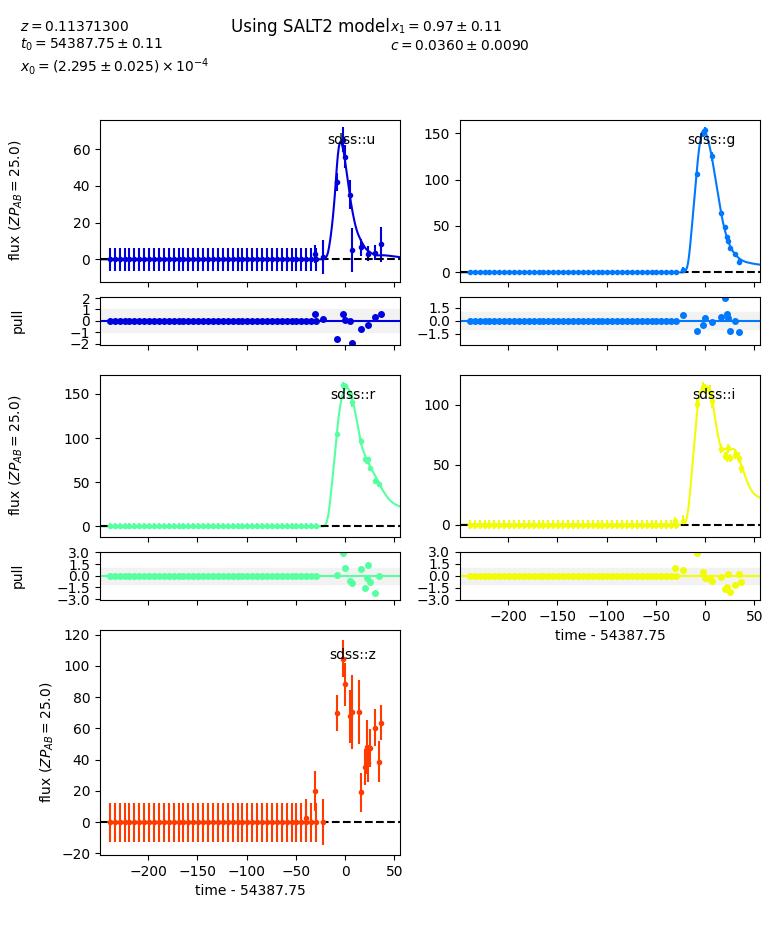 Using SALT2 model
z = 0.11371300
t₀ = 54387.75 ± 0.11
x₀ = (2.295 ± 0.025) × 10⁻⁴
x₁ = 0.97 ± 0.11
c = 0.0360 ± 0.0090
sdss::u
flux (ZP_AB = 25.0)
60
40
20
0
sdss::g
150
100
50
0
pull
2
1
0
−1
−2
1.5
0.0
−1.5
sdss::r
flux (ZP_AB = 25.0)
150
100
50
0
sdss::i
100
50
0
pull
3.0
1.5
0.0
−1.5
−3.0
3.0
1.5
0.0
−1.5
−3.0
−200 −150 −100 −50 0 50
time - 54387.75
sdss::z
flux (ZP_AB = 25.0)
120
100
80
60
40
20
0
−20
−200 −150 −100 −50 0 50
time - 54387.75